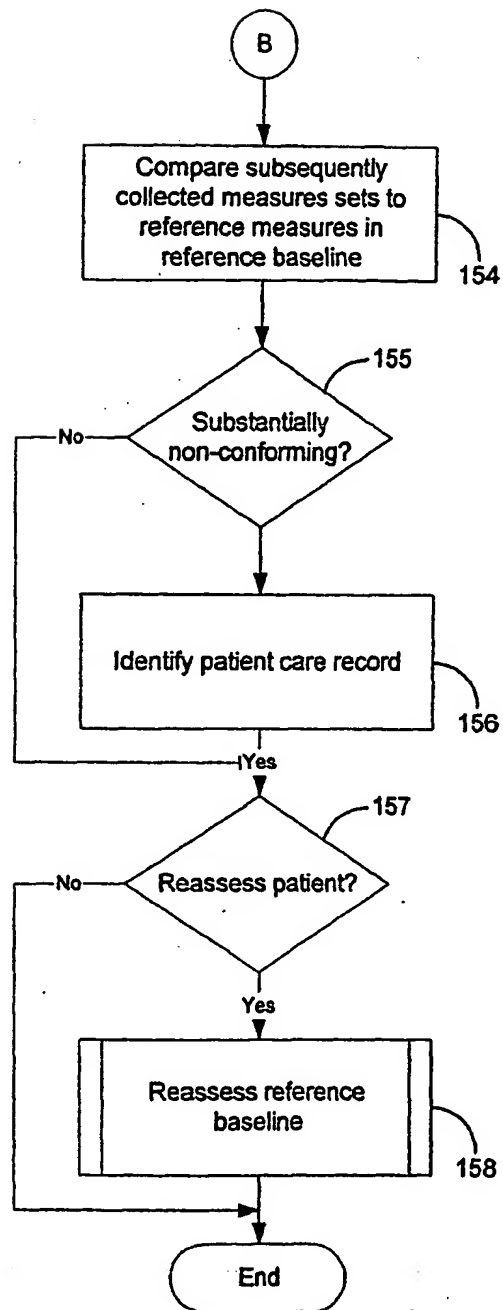 B
Compare subsequently
collected measures sets to
reference measures in
reference baseline
154
155
Substantially
non-conforming?
No
Identify patient care record
156
Yes
157
Reassess patient?
No
Yes
Reassess reference
baseline
158
End